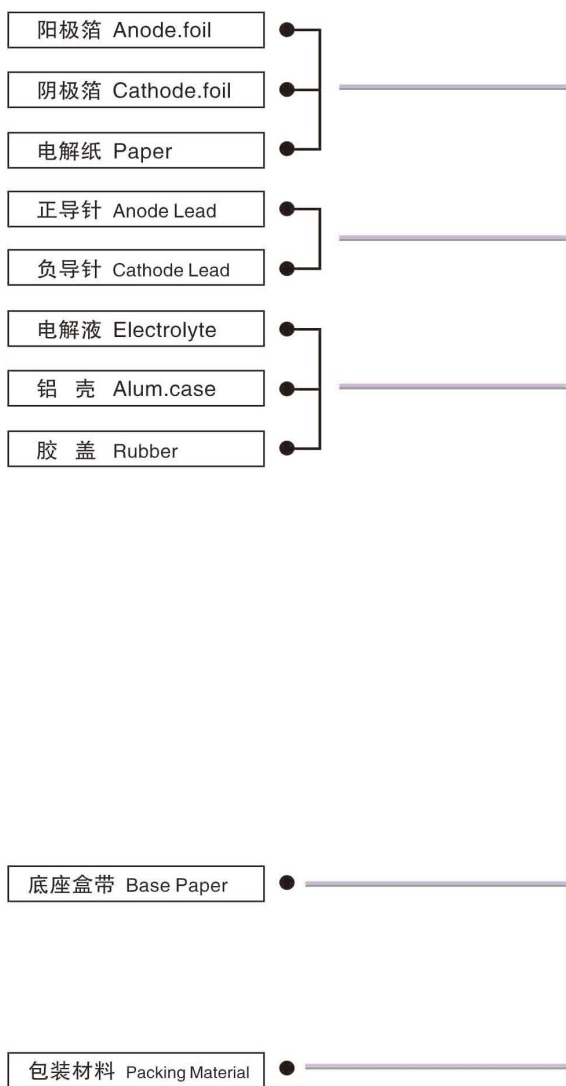 阳极箔 Anode.foil
阴极箔 Cathode.foil
电解纸 Paper
正导针 Anode Lead
负导针 Cathode Lead
电解液 Electrolyte
铝 壳 Alum.case
胶 盖 Rubber
底座盒带 Base Paper
包装材料 Packing Material